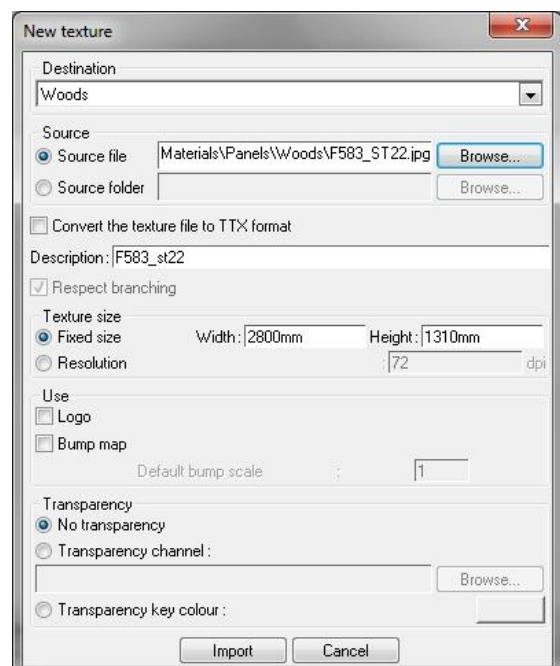 New texture
Destination
Woods
Source
Source file Materials\Panels\Woods\F583_ST22.jpg Browse...
Source folder Browse...
Convert the texture file to TTX format
Description: F583_st22
Respect branching
Texture size
Fixed size Width: 2800mm Height: 1310mm
Resolution : 72 dpi
Use
Logo
Bump map
Default bump scale : 1
Transparency
No transparency
Transparency channel :
Browse...
Transparency key colour :
Import Cancel